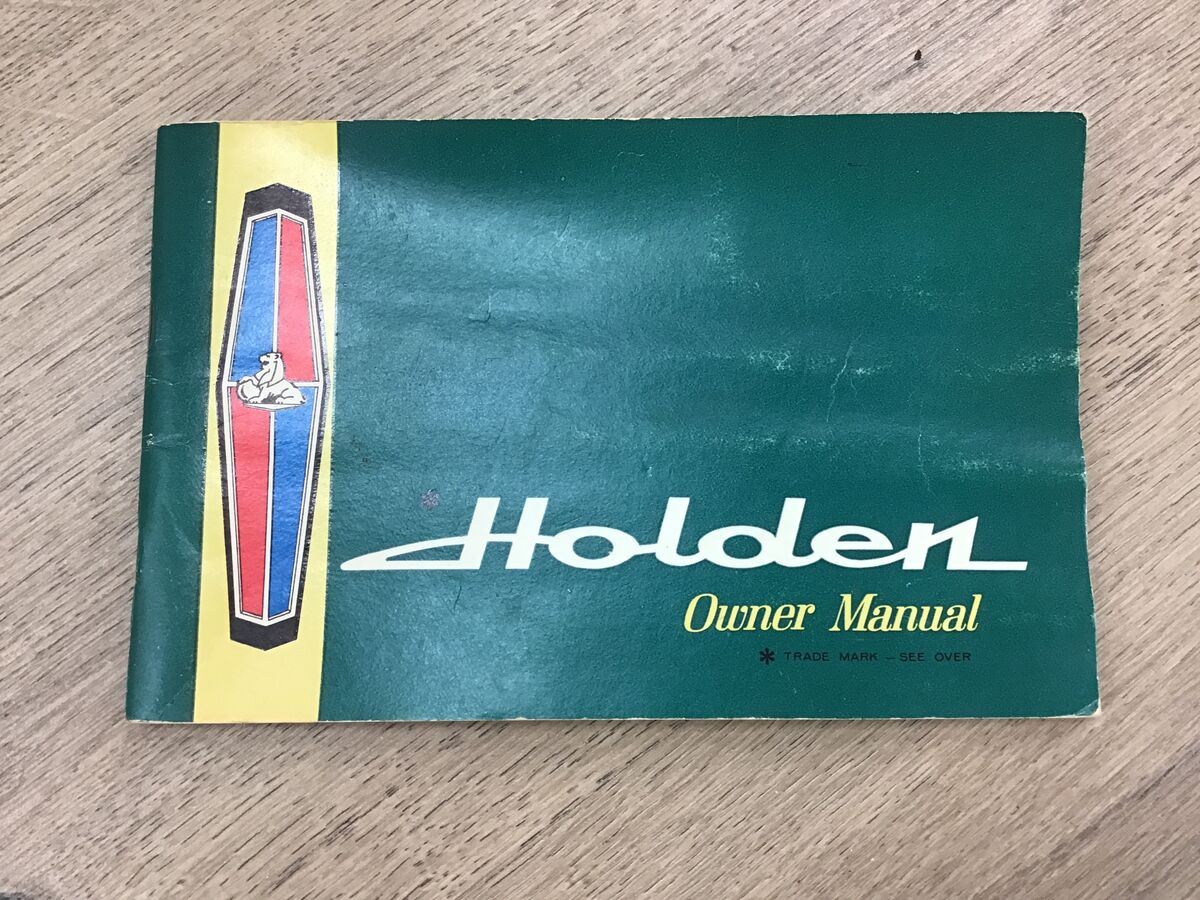 Holden
Owner Manual
* TRADE MARK — SEE OVER